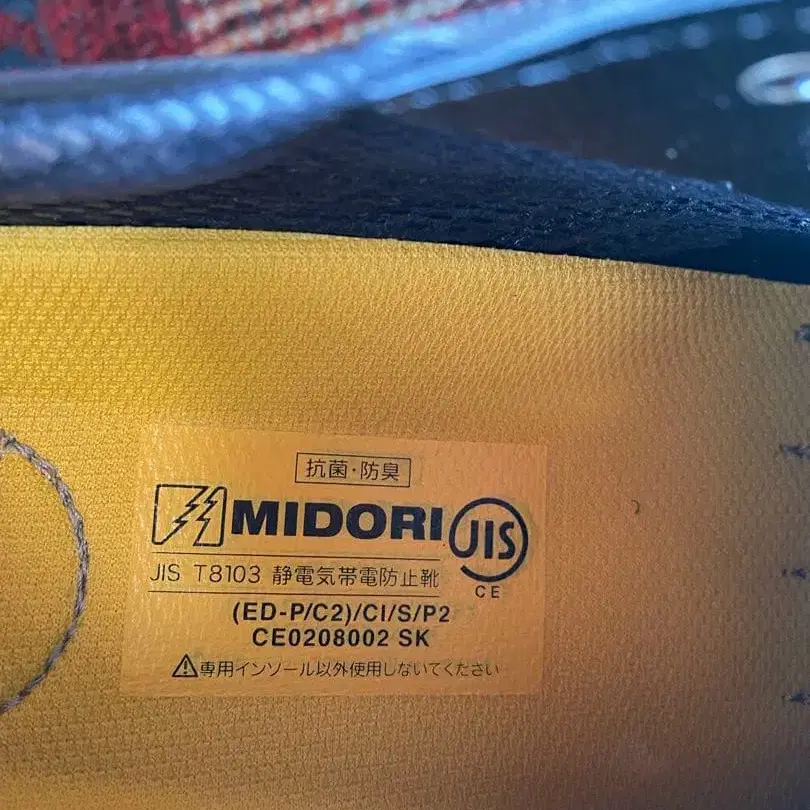 抗菌・防臭
MIDORI JIS
CE
JIS T8103 静電気帯電防止靴
(ED-P/C2)/CI/S/P2
CE0208002 SK
⚠専用インソール以外使用しないでください